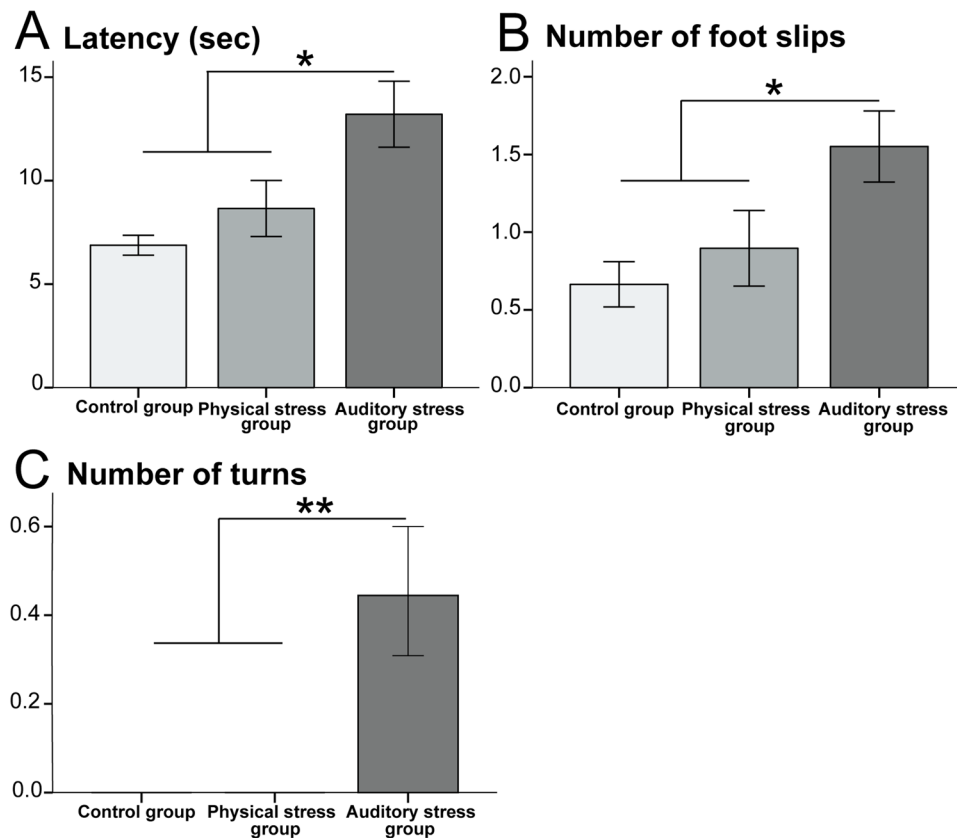 A Latency (sec)
*
15
10
5
0
Control group
Physical stress
group
Auditory stress
group
B Number of foot slips
*
2.0
1.5
1.0
0.5
0.0
Control group
Physical stress
group
Auditory stress
group
C Number of turns
**
0.6
0.4
0.2
0.0
Control group
Physical stress
group
Auditory stress
group